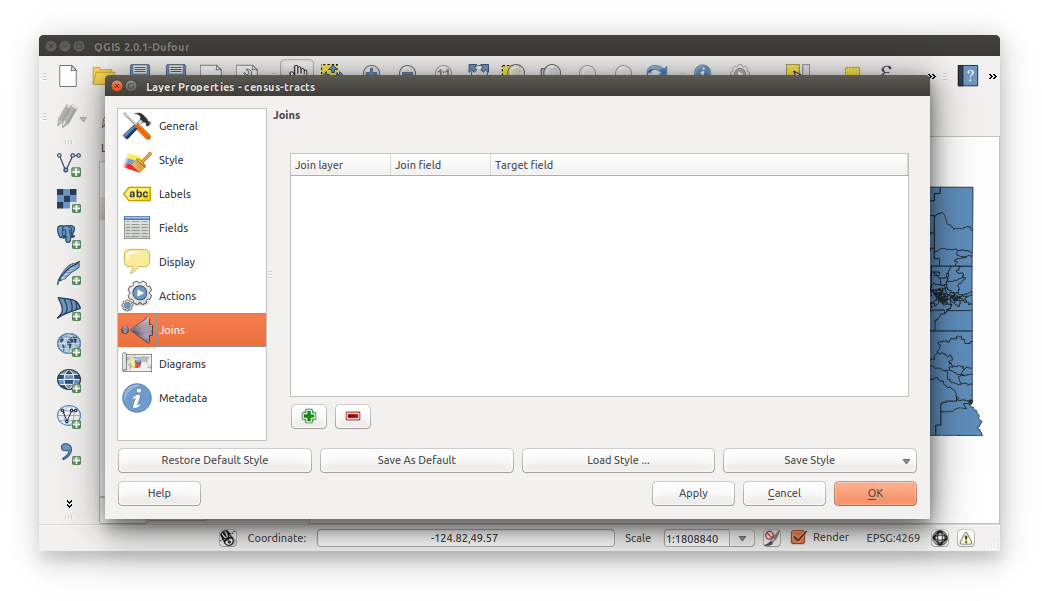 QGIS 2.0.1-Dufour
Layer Properties - census-tracts
General
Style
abc Labels
Fields
Display
Actions
Joins
Diagrams
Metadata
Joins
Join layer Join field Target field
Restore Default Style Save As Default Load Style ... Save Style
Help Apply Cancel OK
Coordinate: -124.82,49.57 Scale 1:1808840 Render EPSG:4269